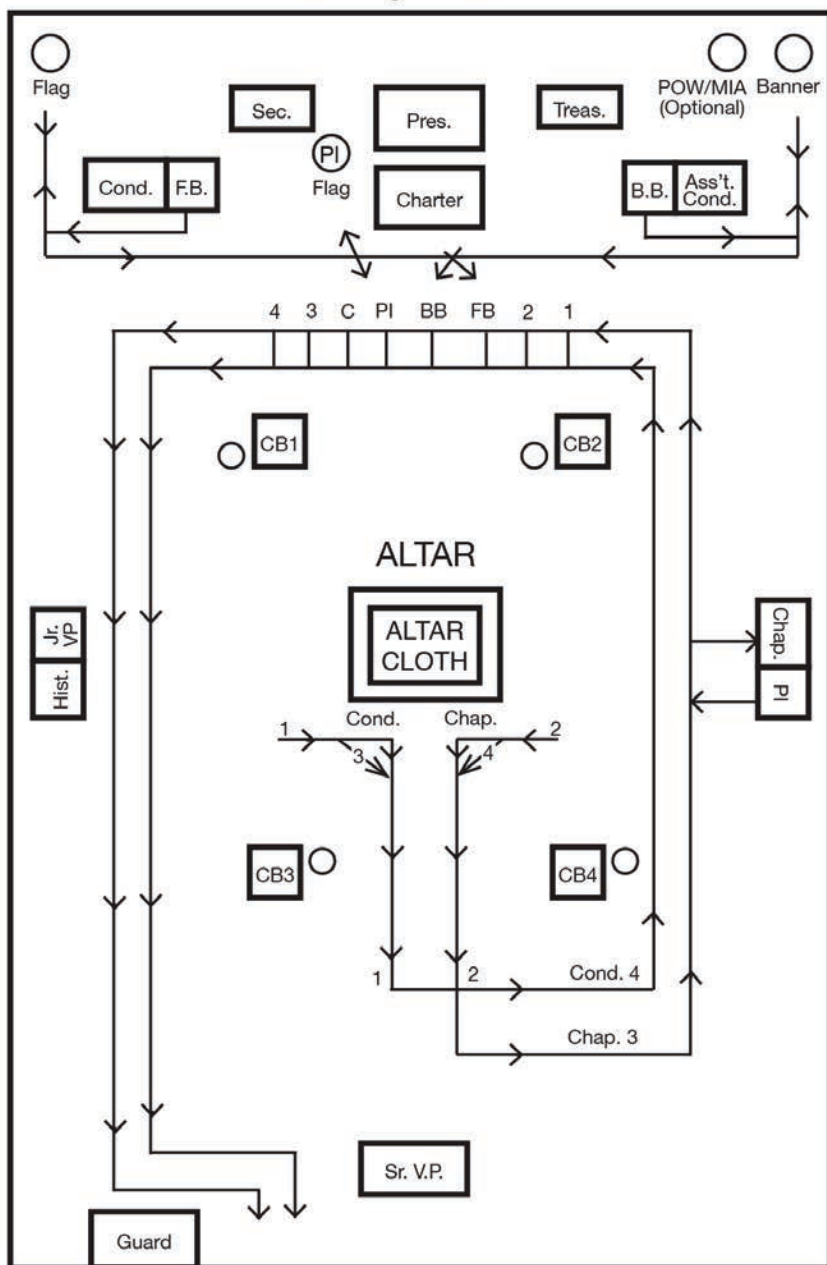 Flag
POW/MIA
(Optional)
Banner
Sec.
Pres.
Treas.
PI
Flag
Cond.
F.B.
Charter
B.B.
Ass't.
Cond.
4 3 C PI BB FB 2 1
CB1
CB2
ALTAR
ALTAR
CLOTH
Jr.
VP
Hist.
Chap.
PI
Cond.
Chap.
1
2
3
4
CB3
CB4
1
2
Cond. 4
Chap. 3
Sr. V.P.
Guard